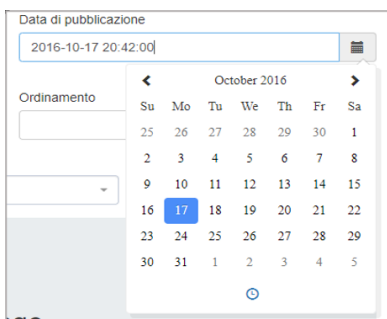 Data di pubblicazione
2016-10-17 20:42:00
October 2016
Ordinamento
Su Mo Tu We Th Fr Sa
25 26 27 28 29 30 1
2 3 4 5 6 7 8
9 10 11 12 13 14 15
16 17 18 19 20 21 22
23 24 25 26 27 28 29
30 31 1 2 3 4 5